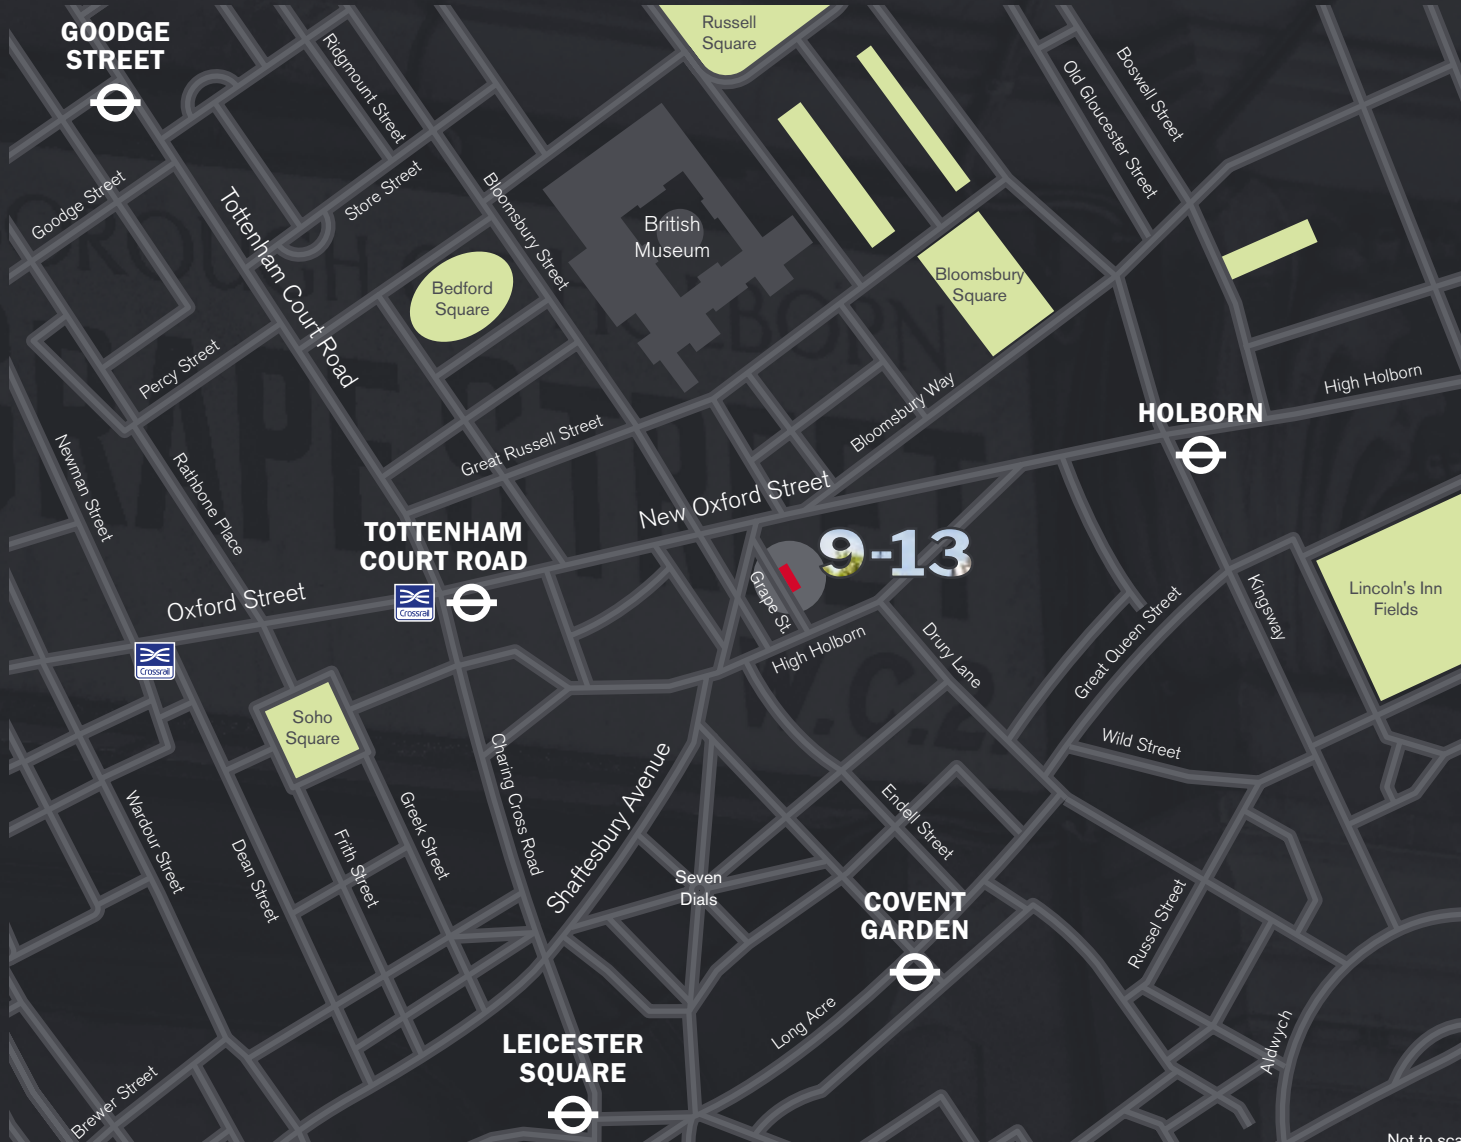 GOODGE
STREET
Russell
Square
Ridgmount Street
Old Gloucester Street
Boswell Street
Goodge Street
Store Street
Tottenham Court Road
Bloomsbury Street
British
Museum
Bedford
Square
Bloomsbury
Square
Percy Street
High Holborn
Bloomsbury Way
HOLBORN
Newman Street
Rathbone Place
Great Russell Street
New Oxford Street
TOTTENHAM
COURT ROAD
9-13
Oxford Street
Crossrail
Crossrail
Grape St
High Holborn
Drury Lane
Great Queen Street
Kingsway
Lincoln's Inn
Fields
Soho
Square
Wild Street
Charing Cross Road
Shaftesbury Avenue
Wardour Street
Dean Street
Frith Street
Greek Street
Endell Street
Seven
Dials
COVENT
GARDEN
Russel Street
Long Acre
Aldwych
LEICESTER
SQUARE
Brewer Street
GRAPE STREET
W.C.2.